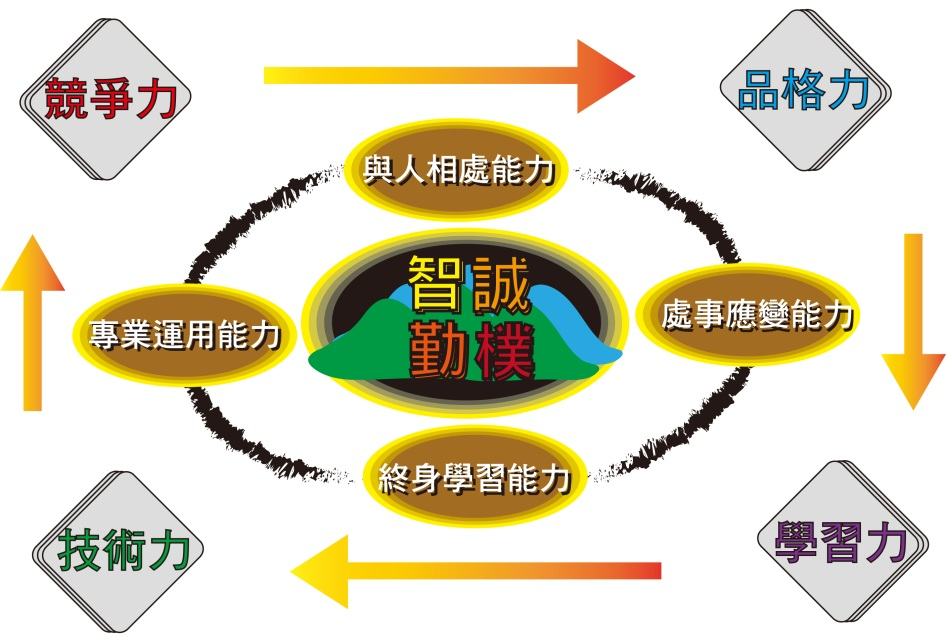 競爭力
品格力
與人相處能力
智誠
勤樸
專業運用能力
處事應變能力
終身學習能力
技術力
學習力